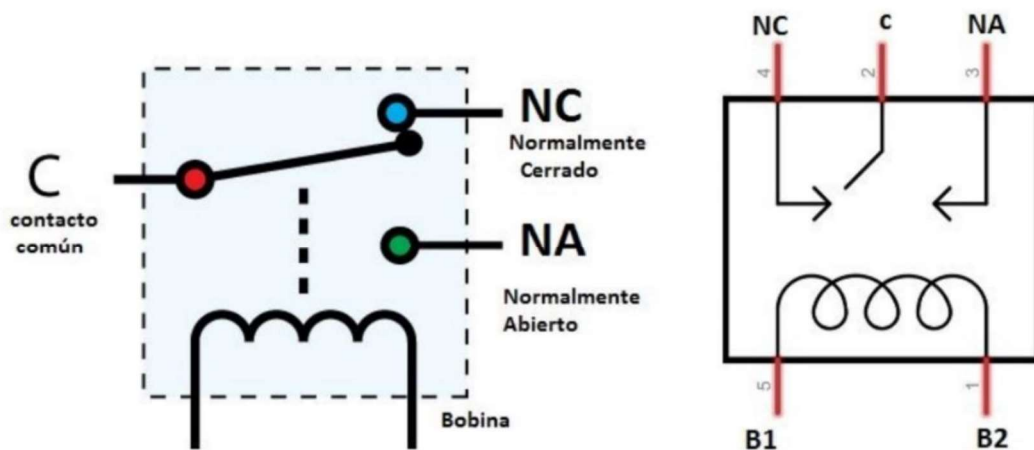 C
contacto
común
NC
Normalmente
Cerrado
NA
Normalmente
Abierto
Bobina
NC
c
NA
4
2
3
5
1
B1
B2